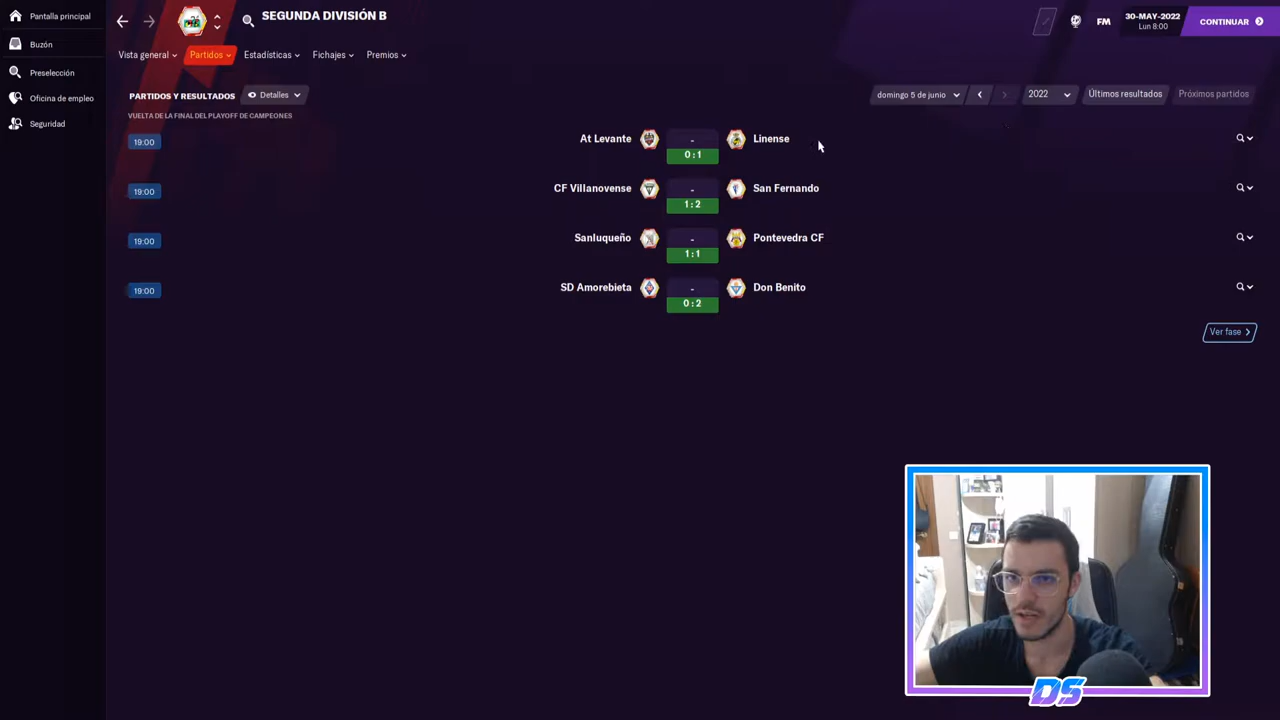 Pantalla principal
Buzón
Preselección
Oficina de empleo
Seguridad
SEGUNDA DIVISIÓN B
FM
30-MAY-2022
Lun 8:00
CONTINUAR
Vista general
Partidos
Estadísticas
Fichajes
Premios
PARTIDOS Y RESULTADOS
Detalles
domingo 5 de junio
2022
Últimos resultados
Próximos partidos
VUELTA DE LA FINAL DEL PLAYOFF DE CAMPEONES
19:00
At Levante
-
0 : 1
Linense
19:00
CF Villanovense
-
1 : 2
San Fernando
19:00
Sanluqueño
-
1 : 1
Pontevedra CF
19:00
SD Amorebieta
-
0 : 2
Don Benito
Ver fase
DS